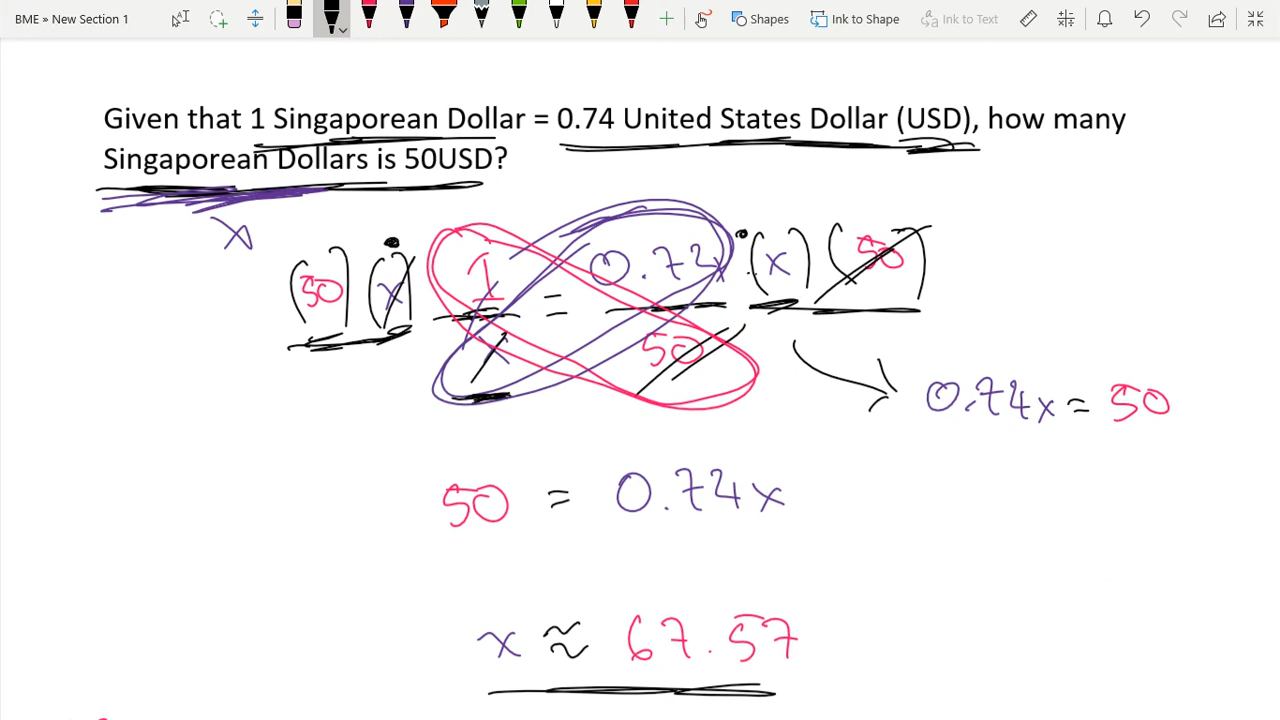 BME » New Section 1
Shapes
Ink to Shape
Ink to Text
Given that 1 Singaporean Dollar = 0.74 United States Dollar (USD), how many
Singaporean Dollars is 50USD?
x
(50) (x) 1 = 0.74 · (x) (50)
x 50
0.74x = 50
50 = 0.74x
x ≈ 67.57